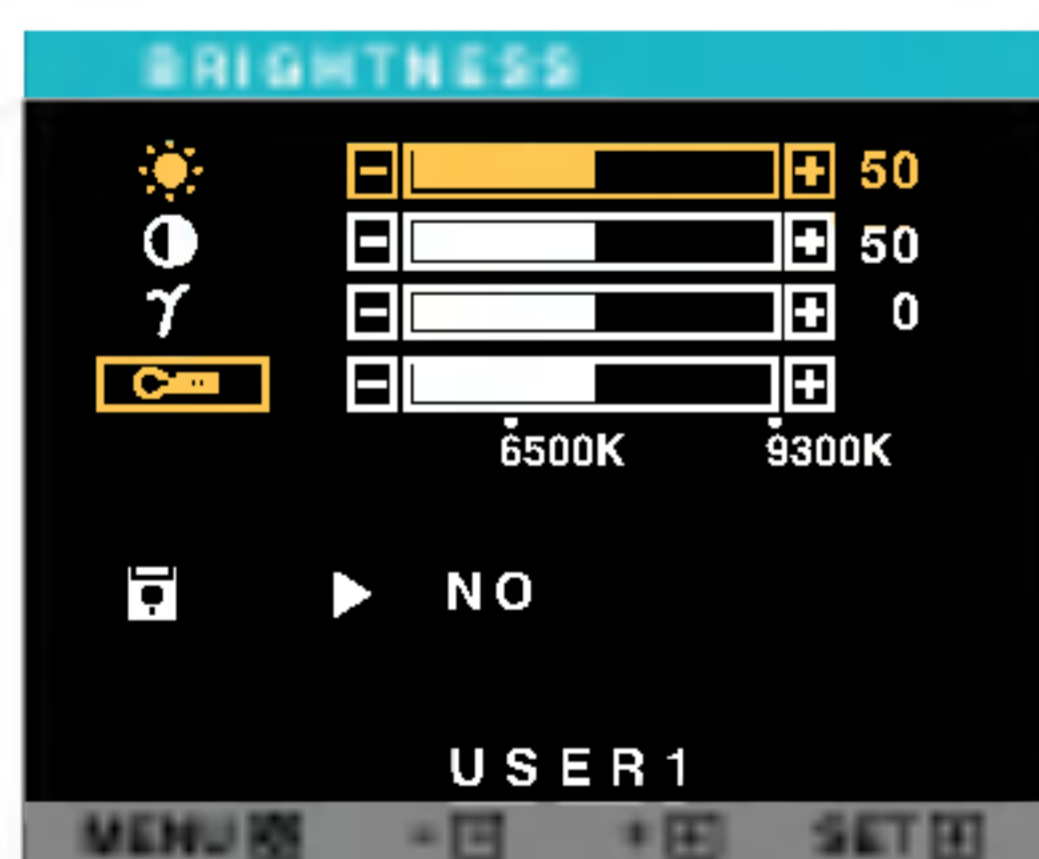 BRIGHTNESS
- + 50
- + 50
γ - + 0
- +
6500K 9300K
NO
USER1
MENU - + SET